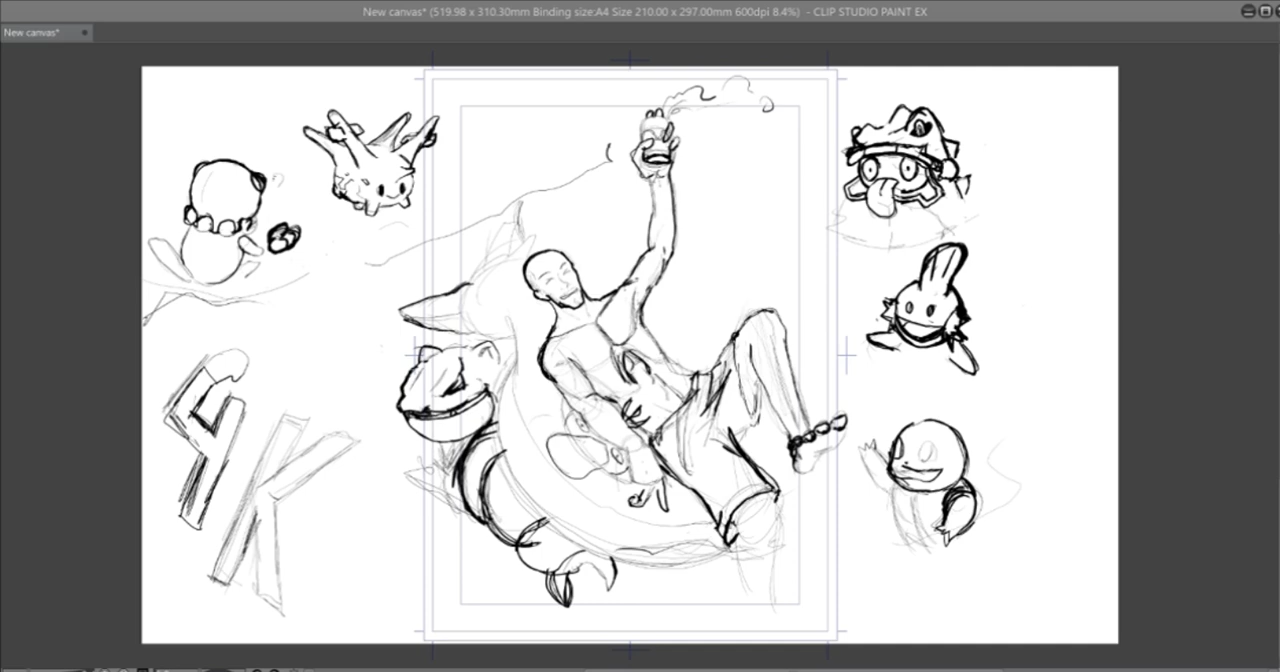 New canvas* (519.98 x 310.30mm Binding size:A4 Size 210.00 x 297.00mm 600dpi 8.4%) - CLIP STUDIO PAINT EX
New canvas*
5K